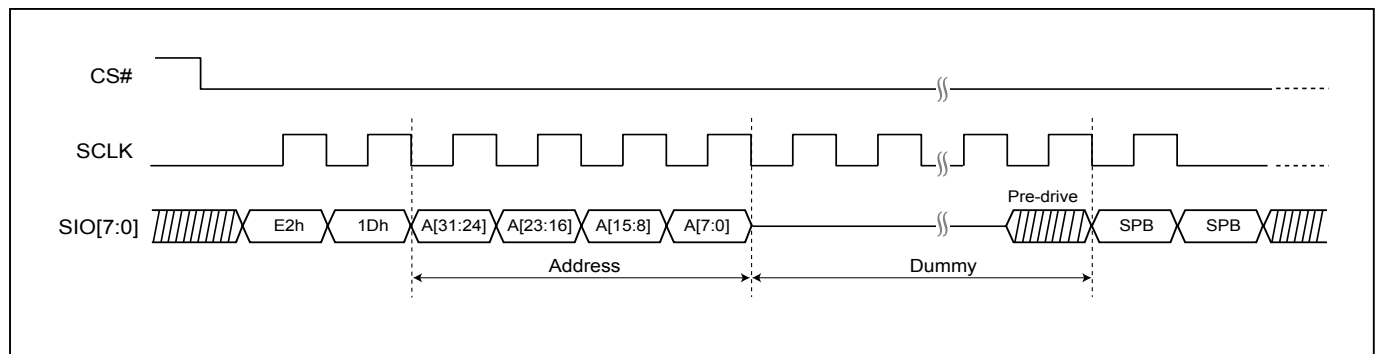 CS#
SCLK
Pre-drive
SIO[7:0] E2h 1Dh A[31:24] A[23:16] A[15:8] A[7:0] SPB SPB
Address Dummy